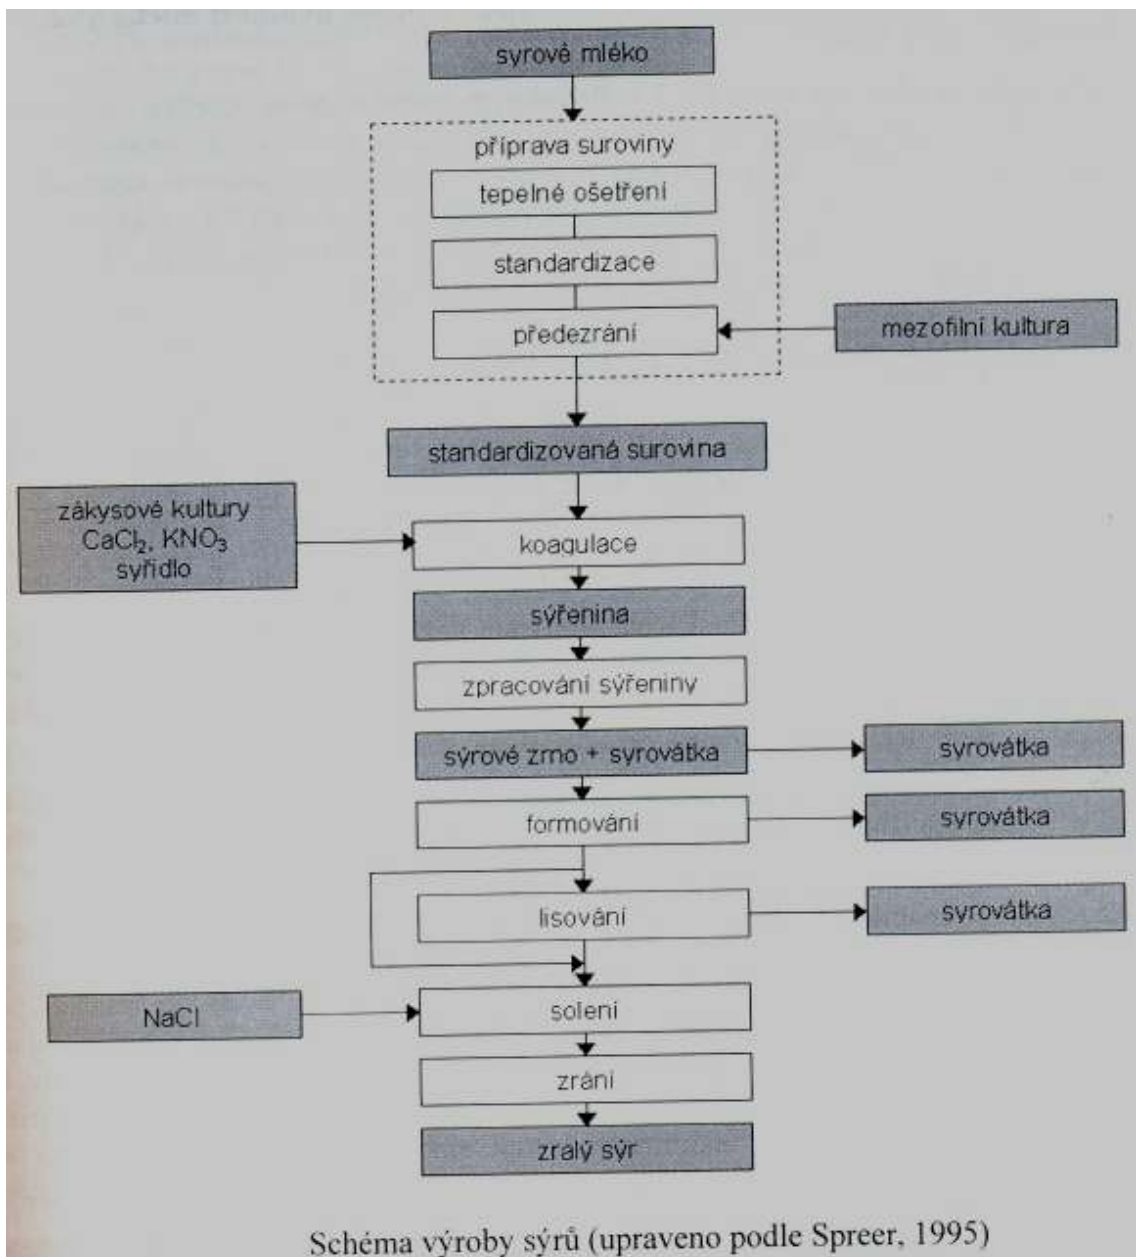 syrové mléko
příprava suroviny
tepelné ošetření
standardizace
předezrání
mezofilní kultura
standardizovaná surovina
zákysové kultury
CaCl₂, KNO₃
syřidlo
koagulace
sýřenina
zpracování sýřeniny
sýrové zrno + syrovátka
syrovátka
formování
syrovátka
lisování
syrovátka
NaCl
solení
zrání
zralý sýr
Schéma výroby sýrů (upraveno podle Spreer, 1995)